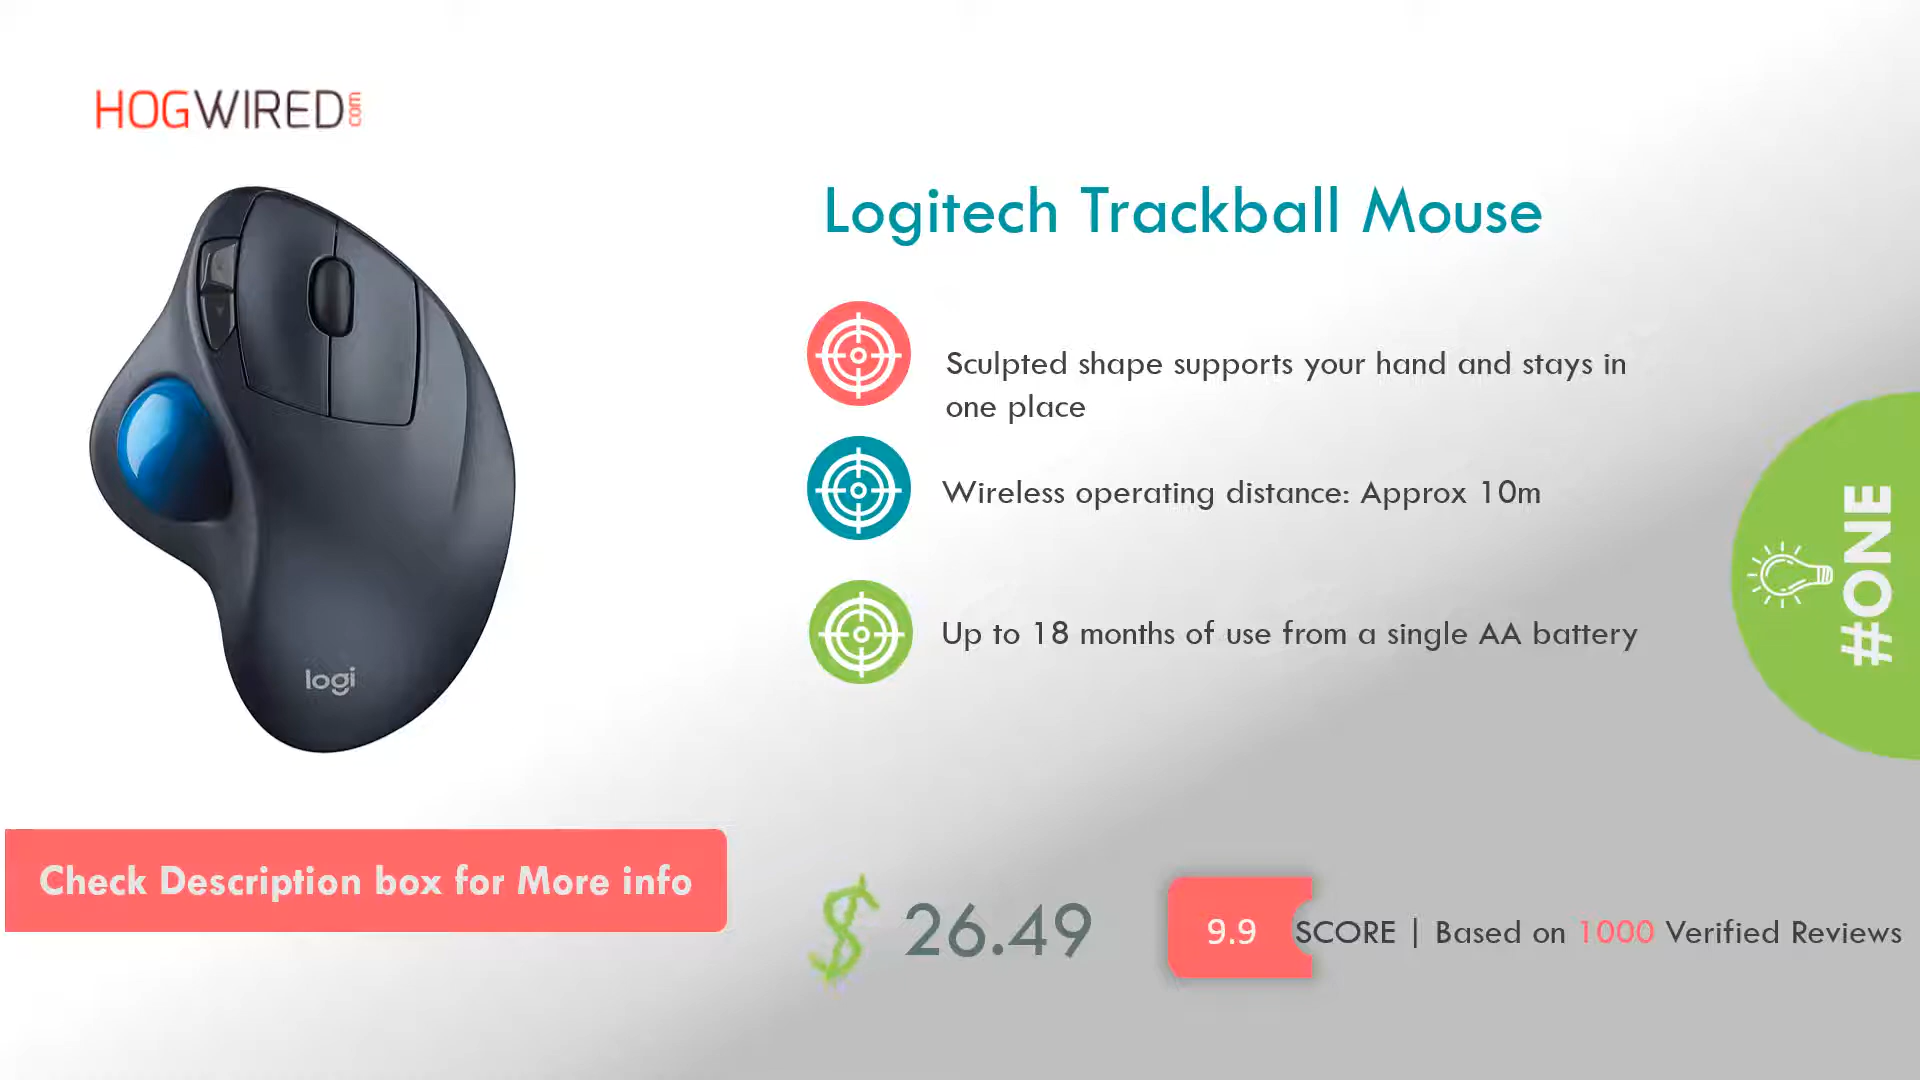 HOGWIRED.com
Logitech Trackball Mouse
Sculpted shape supports your hand and stays in
one place
Wireless operating distance: Approx 10m
Up to 18 months of use from a single AA battery
#ONE
logi
Check Description box for More info
$ 26.49
9.9 SCORE | Based on 1000 Verified Reviews